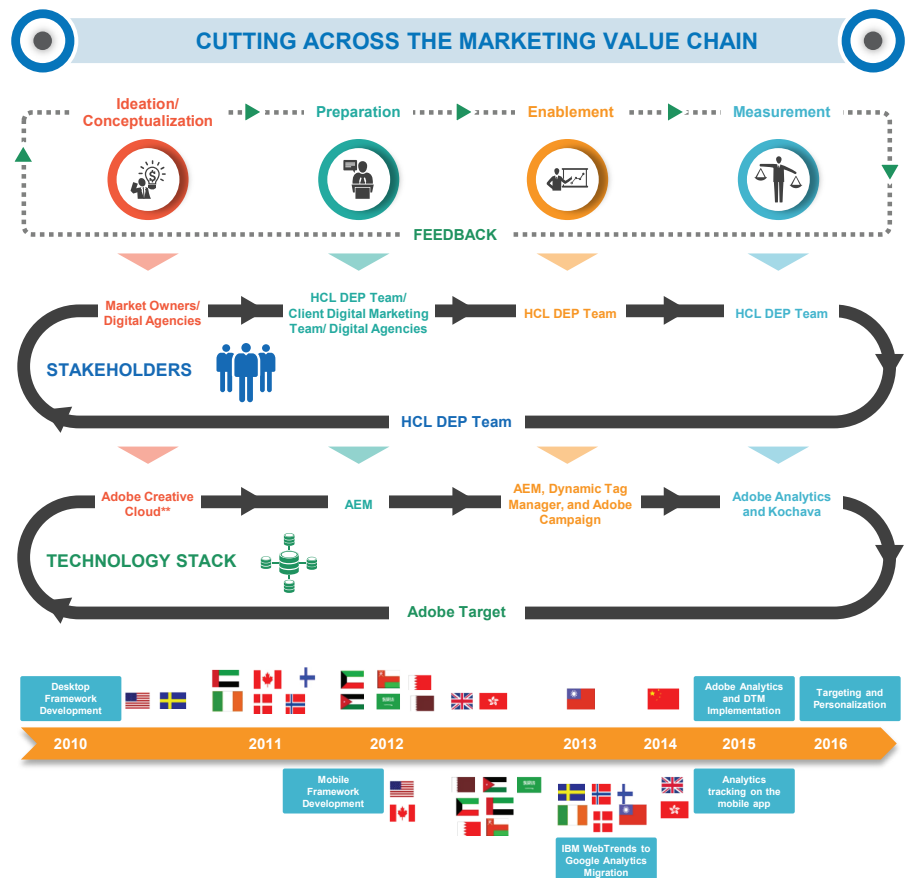 CUTTING ACROSS THE MARKETING VALUE CHAIN
Ideation/
Conceptualization
Preparation
Enablement
Measurement
FEEDBACK
Market Owners/
Digital Agencies
HCL DEP Team/
Client Digital Marketing
Team/ Digital Agencies
HCL DEP Team
HCL DEP Team
STAKEHOLDERS
HCL DEP Team
Adobe Creative
Cloud**
AEM
AEM, Dynamic Tag
Manager, and Adobe
Campaign
Adobe Analytics
and Kochava
TECHNOLOGY STACK
Adobe Target
Desktop
Framework
Development
Adobe Analytics
and DTM
Implementation
Targeting and
Personalization
2010
2011
2012
2013
2014
2015
2016
Mobile
Framework
Development
Analytics
tracking on the
mobile app
IBM WebTrends to
Google Analytics
Migration